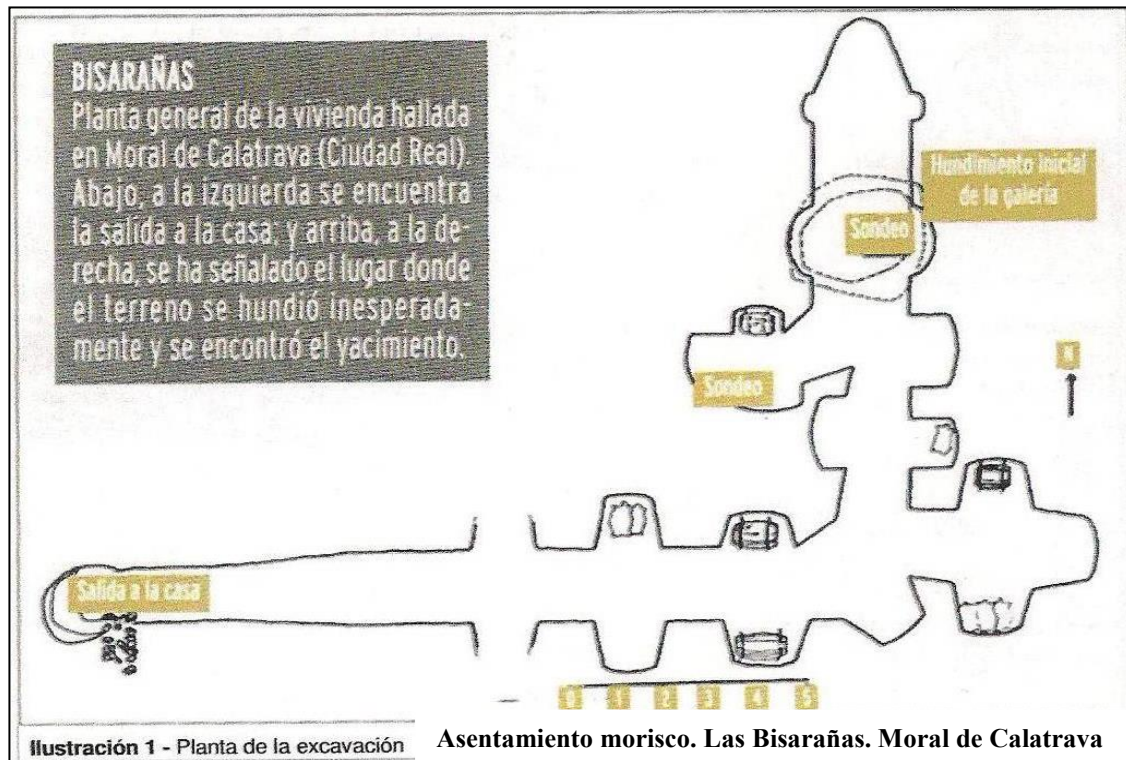 BISARAÑAS
Planta general de la vivienda hallada
en Moral de Calatrava (Ciudad Real).
Abajo, a la izquierda se encuentra
la salida a la casa, y arriba, a la de-
recha, se ha señalado el lugar donde
el terreno se hundió inesperada-
mente y se encontró el yacimiento.
Hundimiento inicial
de la galería
Sondeo
Sondeo
N
Salida a la casa
0 1 2 3 4 5
Ilustración 1 - Planta de la excavación
Asentamiento morisco. Las Bisarañas. Moral de Calatrava